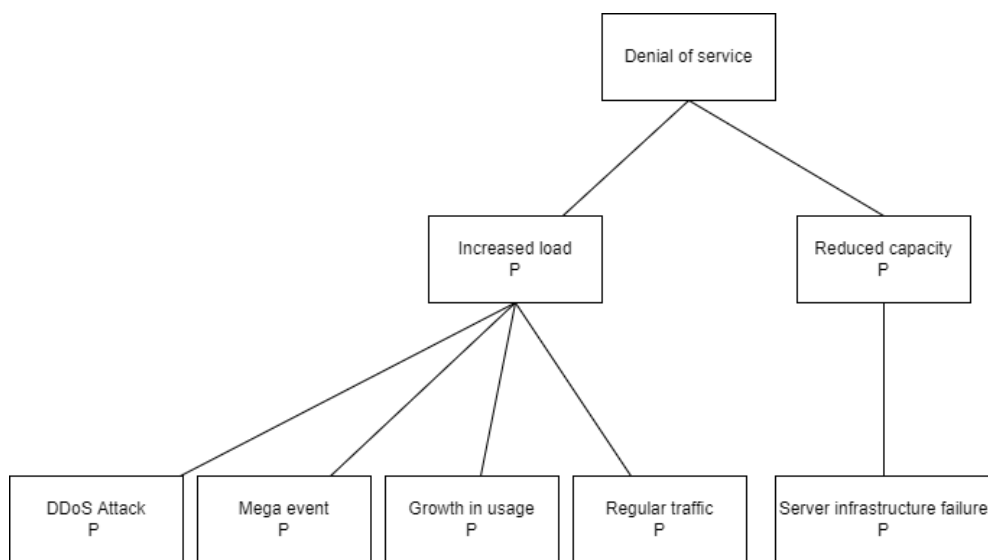 Denial of service
Increased load
P
Reduced capacity
P
DDoS Attack
P
Mega event
P
Growth in usage
P
Regular traffic
P
Server infrastructure failure
P